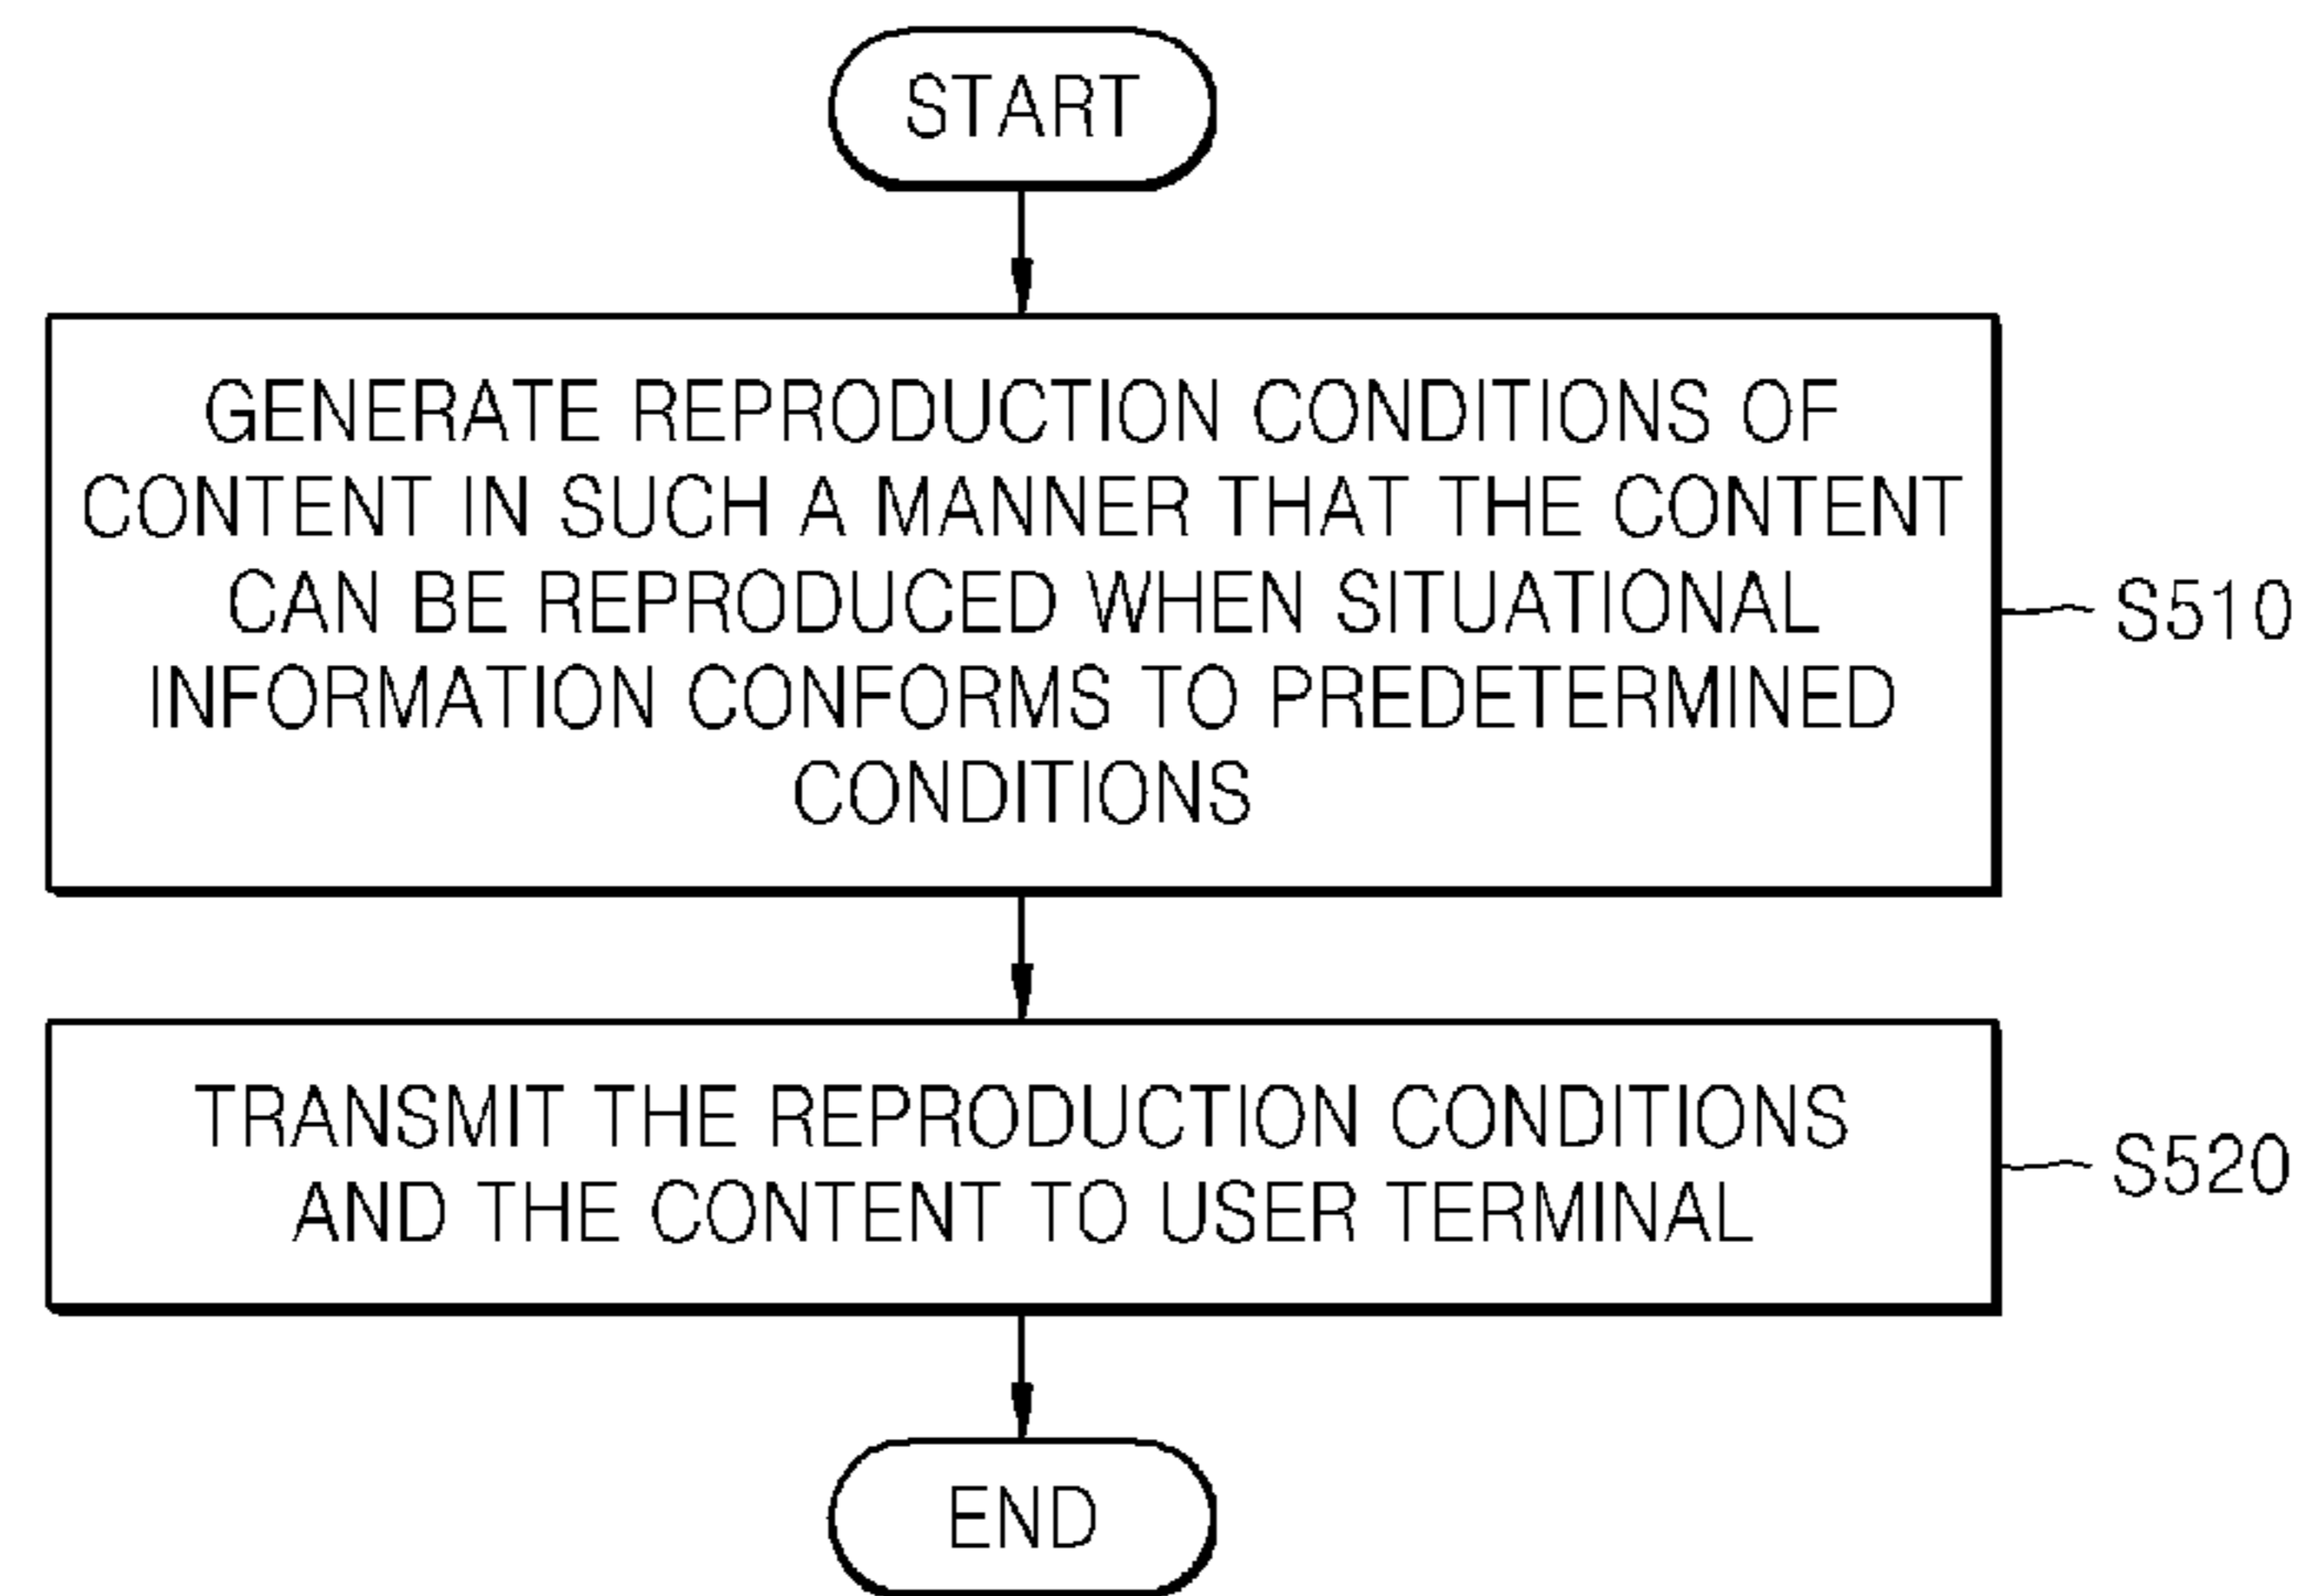 START
GENERATE REPRODUCTION CONDITIONS OF
CONTENT IN SUCH A MANNER THAT THE CONTENT
CAN BE REPRODUCED WHEN SITUATIONAL
INFORMATION CONFORMS TO PREDETERMINED
CONDITIONS
S510
TRANSMIT THE REPRODUCTION CONDITIONS
AND THE CONTENT TO USER TERMINAL
S520
END